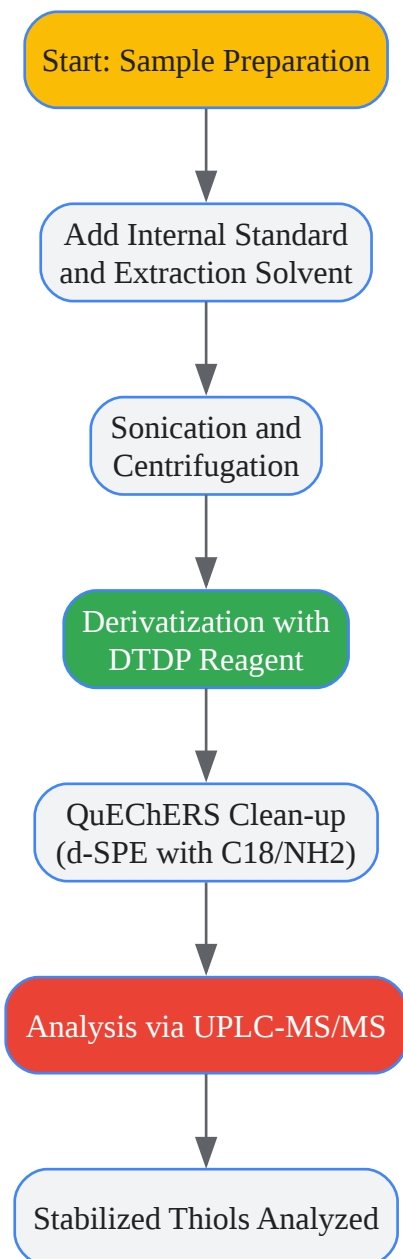 Start: Sample Preparation
Add Internal Standard
and Extraction Solvent
Sonication and
Centrifugation
Derivatization with
DTDP Reagent
QuEChERS Clean-up
(d-SPE with C18/NH2)
Analysis via UPLC-MS/MS
Stabilized Thiols Analyzed